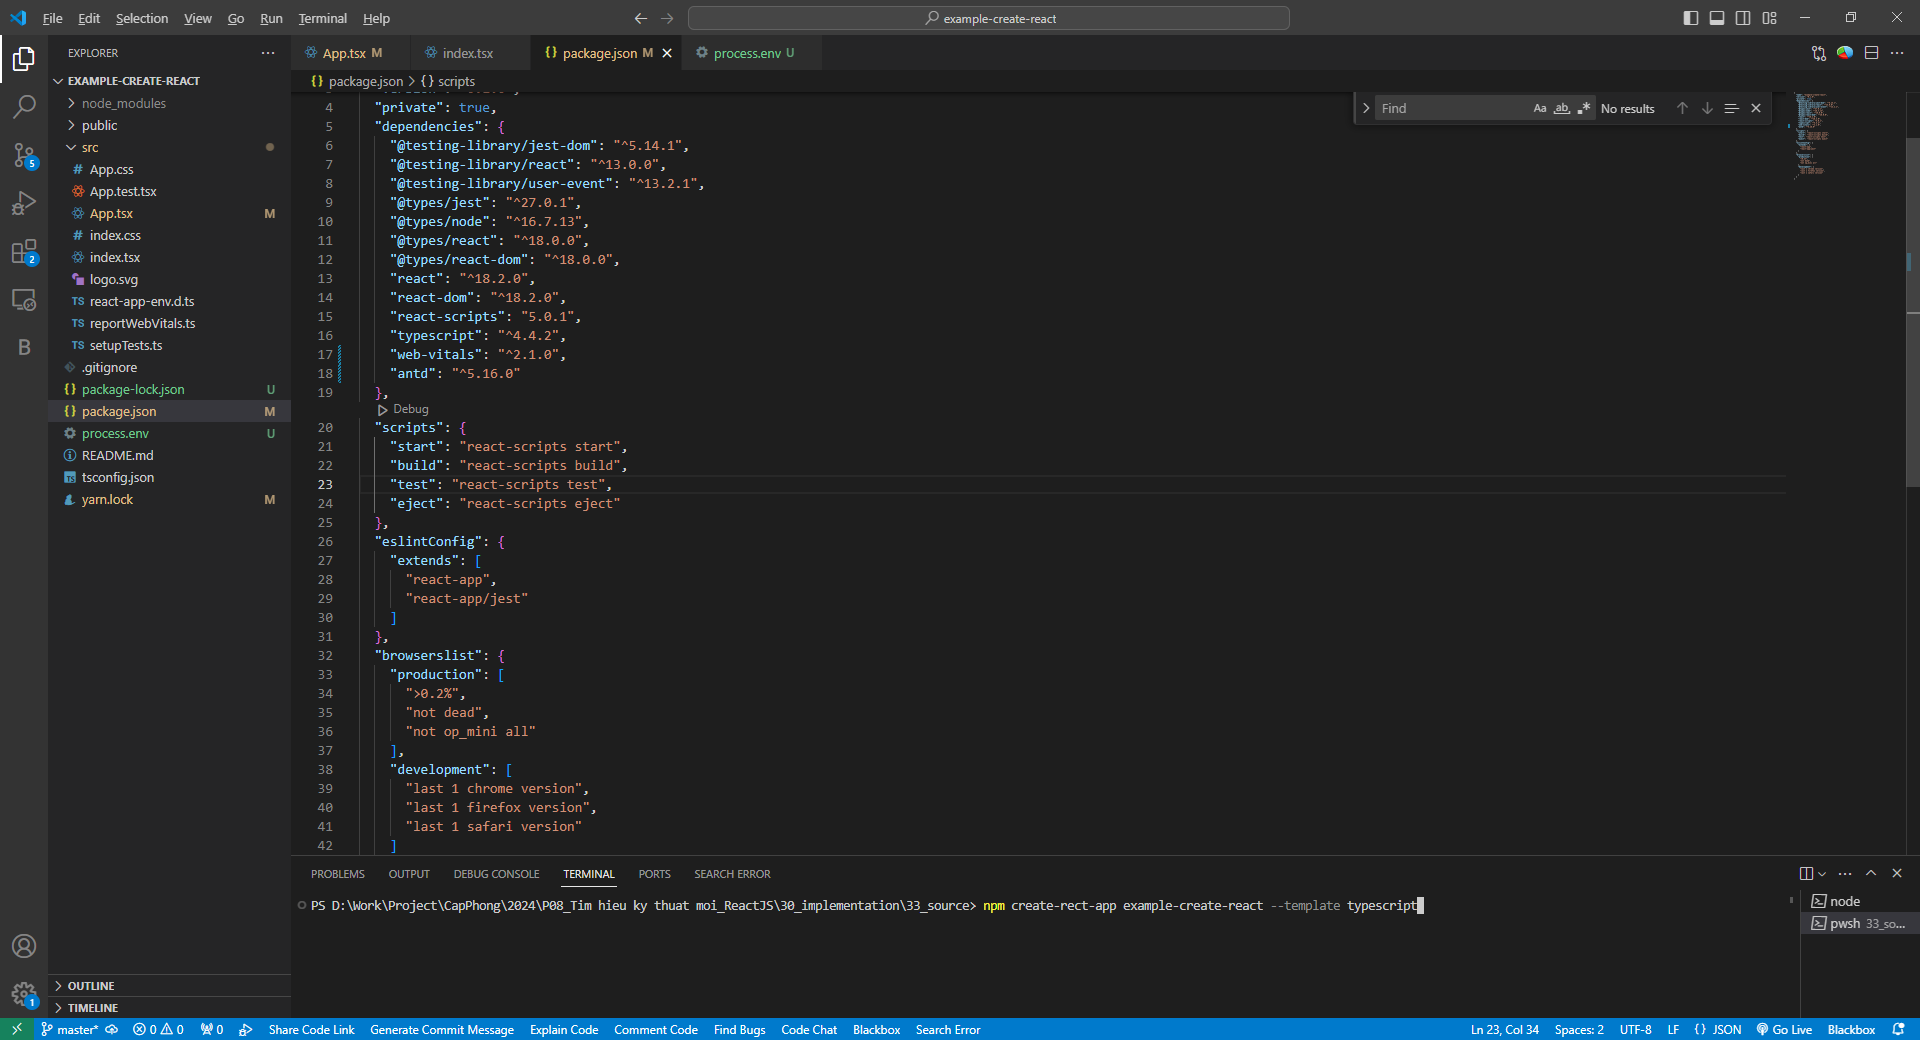 File Edit Selection View Go Run Terminal Help
example-create-react
EXPLORER
EXAMPLE-CREATE-REACT
node_modules
public
src
# App.css
App.test.tsx
App.tsx M
# index.css
index.tsx
logo.svg
TS react-app-env.d.ts
TS reportWebVitals.ts
TS setupTests.ts
.gitignore
{} package-lock.json U
{} package.json M
process.env U
README.md
TS tsconfig.json
yarn.lock M
OUTLINE
TIMELINE
5
2
B
1
App.tsx M
index.tsx
{} package.json M
process.env U
{} package.json > {} scripts
Find Aa ab .* No results
4 "private": true,
5 "dependencies": {
6 "@testing-library/jest-dom": "^5.14.1",
7 "@testing-library/react": "^13.0.0",
8 "@testing-library/user-event": "^13.2.1",
9 "@types/jest": "^27.0.1",
10 "@types/node": "^16.7.13",
11 "@types/react": "^18.0.0",
12 "@types/react-dom": "^18.0.0",
13 "react": "^18.2.0",
14 "react-dom": "^18.2.0",
15 "react-scripts": "5.0.1",
16 "typescript": "^4.4.2",
17 "web-vitals": "^2.1.0",
18 "antd": "^5.16.0"
19 },
Debug
20 "scripts": {
21 "start": "react-scripts start",
22 "build": "react-scripts build",
23 "test": "react-scripts test",
24 "eject": "react-scripts eject"
25 },
26 "eslintConfig": {
27 "extends": [
28 "react-app",
29 "react-app/jest"
30 ]
31 },
32 "browserslist": {
33 "production": [
34 ">0.2%",
35 "not dead",
36 "not op_mini all"
37 ],
38 "development": [
39 "last 1 chrome version",
40 "last 1 firefox version",
41 "last 1 safari version"
42 ]
PROBLEMS OUTPUT DEBUG CONSOLE TERMINAL PORTS SEARCH ERROR
PS D:\Work\Project\CapPhong\2024\P08_Tim hieu ky thuat moi_ReactJS\30_implementation\33_source> npm create-rect-app example-create-react --template typescript
node
pwsh 33_so...
master* 0 0 0 Share Code Link Generate Commit Message Explain Code Comment Code Find Bugs Code Chat Blackbox Search Error
Ln 23, Col 34 Spaces: 2 UTF-8 LF {} JSON Go Live Blackbox